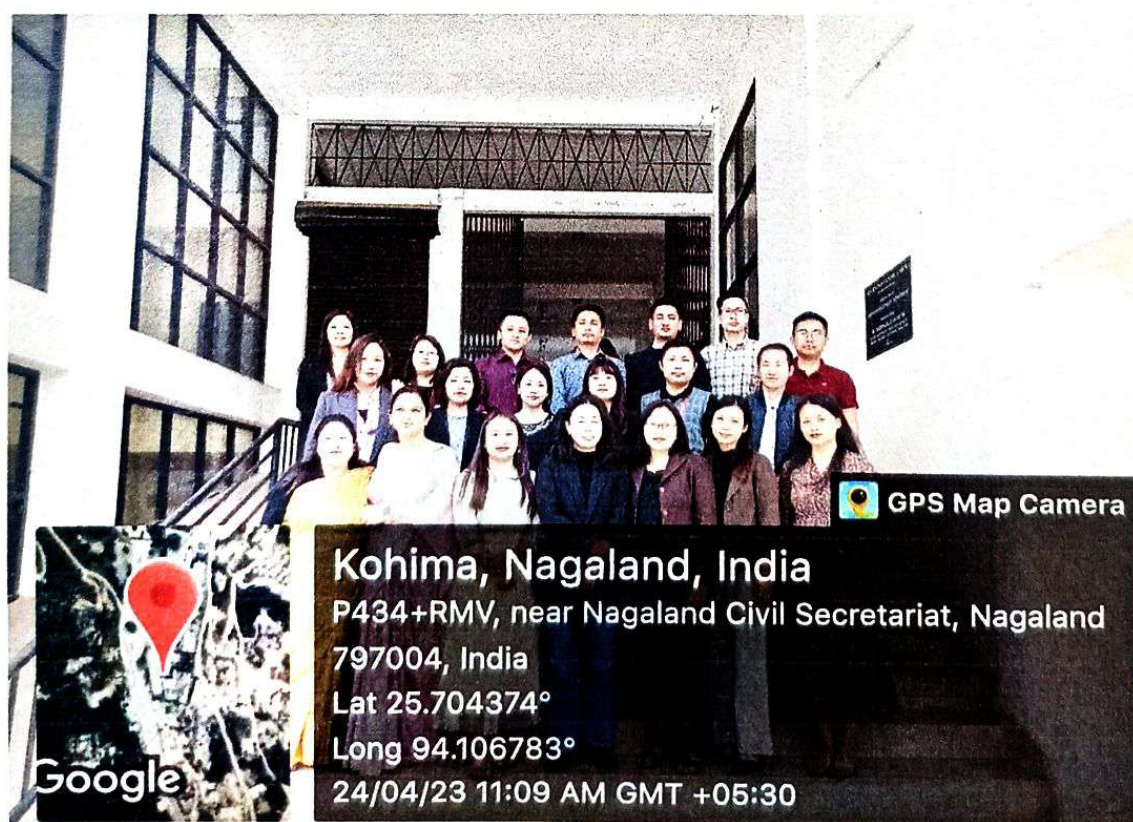 GPS Map Camera
Kohima, Nagaland, India
P434+RMV, near Nagaland Civil Secretariat, Nagaland
797004, India
Lat 25.704374°
Long 94.106783°
24/04/23 11:09 AM GMT +05:30
Google